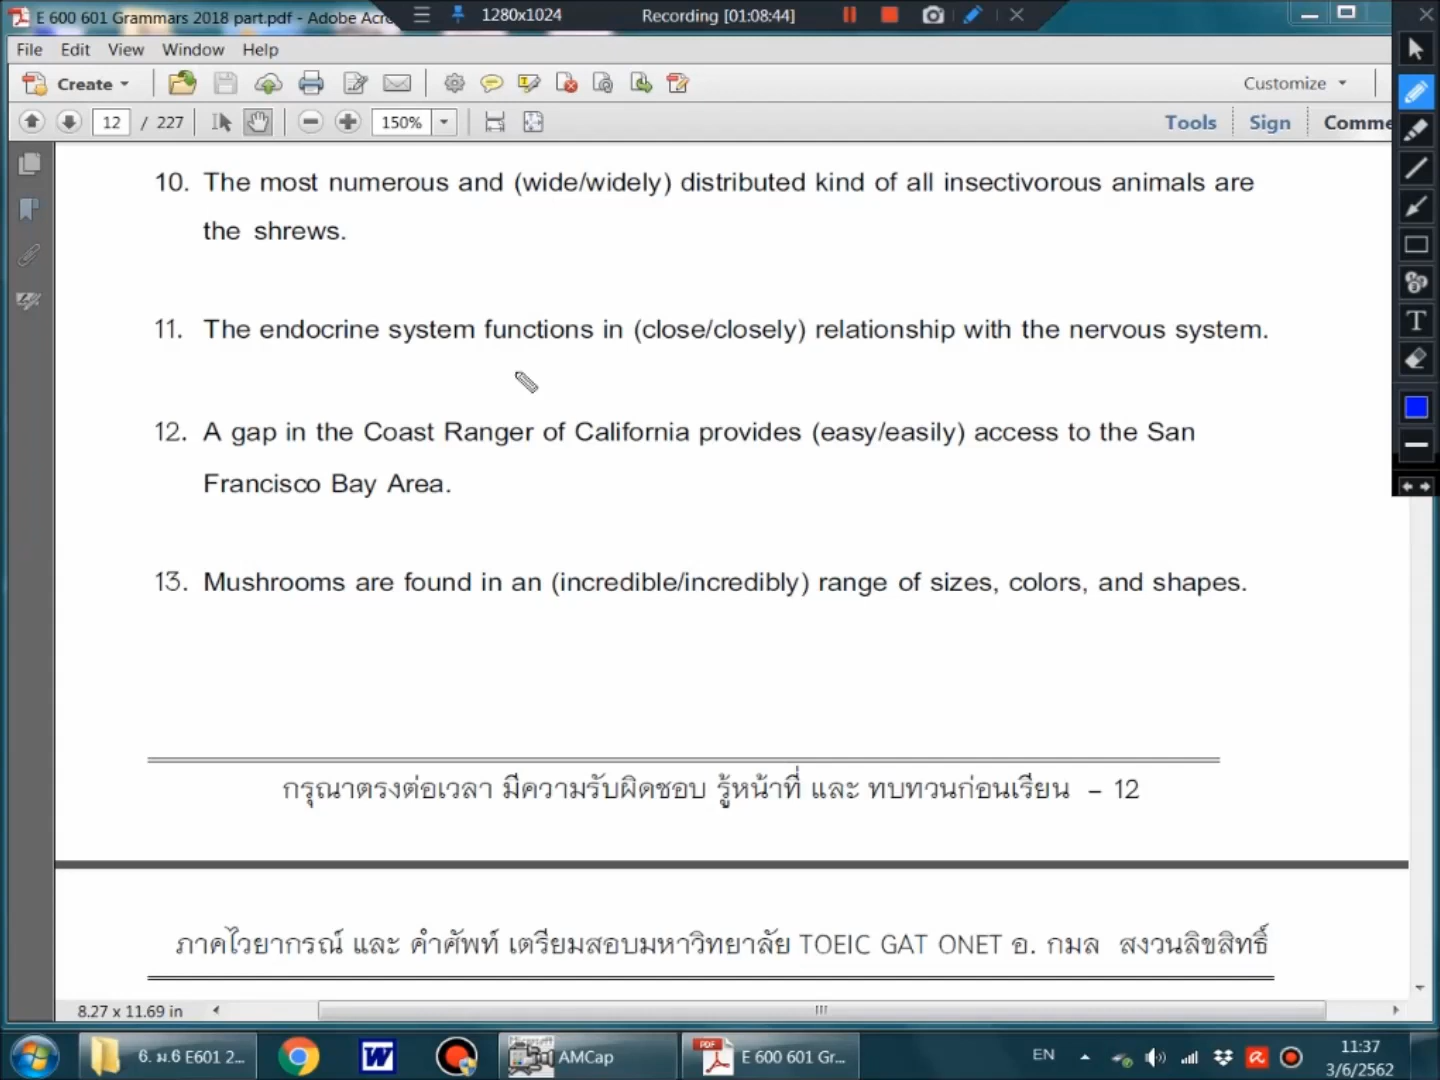 E 600 601 Grammars 2018 part.pdf - Adobe Acro
1280x1024
Recording [01:08:44]
File Edit View Window Help
Create
Customize
12 / 227
150%
Tools Sign Comme
10. The most numerous and (wide/widely) distributed kind of all insectivorous animals are
the shrews.
11. The endocrine system functions in (close/closely) relationship with the nervous system.
12. A gap in the Coast Ranger of California provides (easy/easily) access to the San
Francisco Bay Area.
13. Mushrooms are found in an (incredible/incredibly) range of sizes, colors, and shapes.
กรุณาตรงต่อเวลา มีความรับผิดชอบ รู้หน้าที่ และ ทบทวนก่อนเรียน – 12
ภาคไวยากรณ์ และ คำศัพท์ เตรียมสอบมหาวิทยาลัย TOEIC GAT ONET อ. กมล สงวนลิขสิทธิ์
8.27 x 11.69 in
6. ม.6 E601 2...
AMCap
E 600 601 Gr...
EN
11:37
3/6/2562